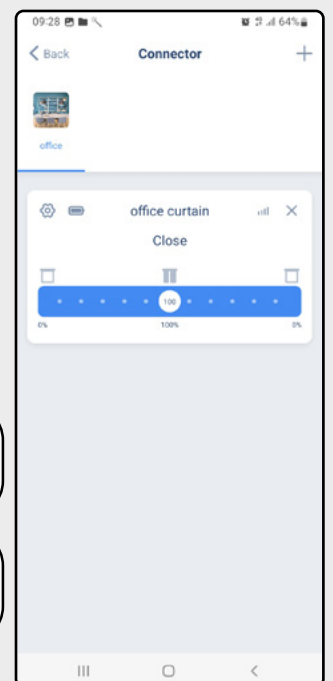 09:28 64%
Back Connector +
office
office curtain
Close
100
0% 100% 0%